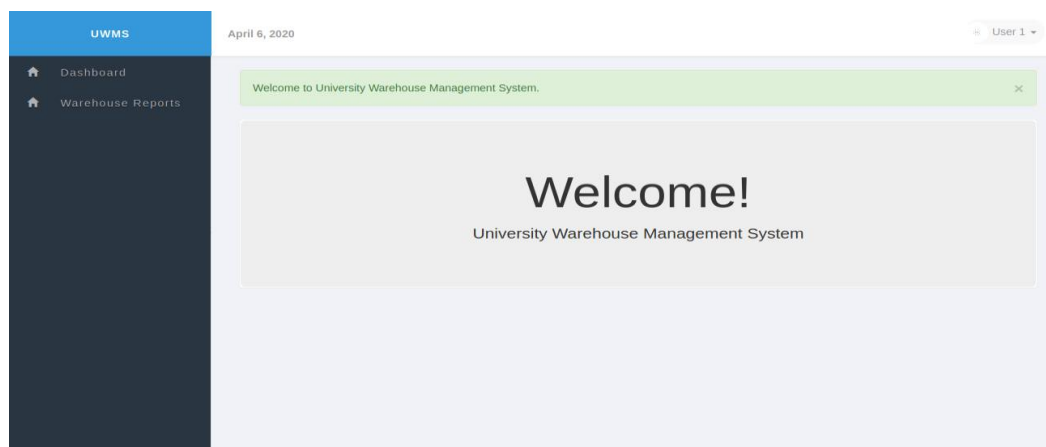 UWMS
April 6, 2020
User 1
Dashboard
Warehouse Reports
Welcome to University Warehouse Management System.
×
Welcome!
University Warehouse Management System